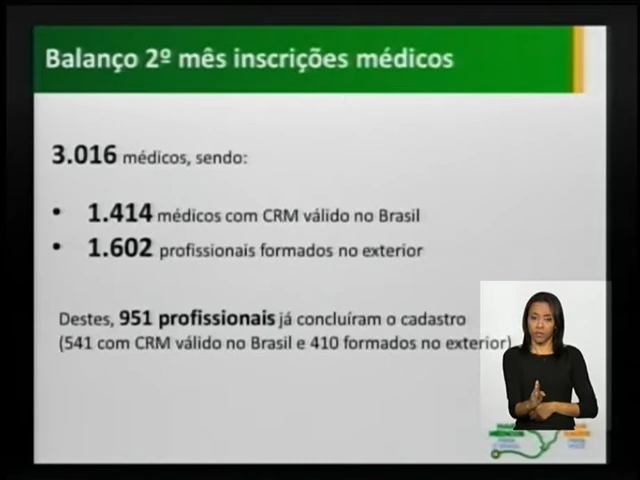 Balanço 2º mês inscrições médicos
3.016 médicos, sendo:
• 1.414 médicos com CRM válido no Brasil
• 1.602 profissionais formados no exterior
Destes, 951 profissionais já concluíram o cadastro
(541 com CRM válido no Brasil e 410 formados no exterior)